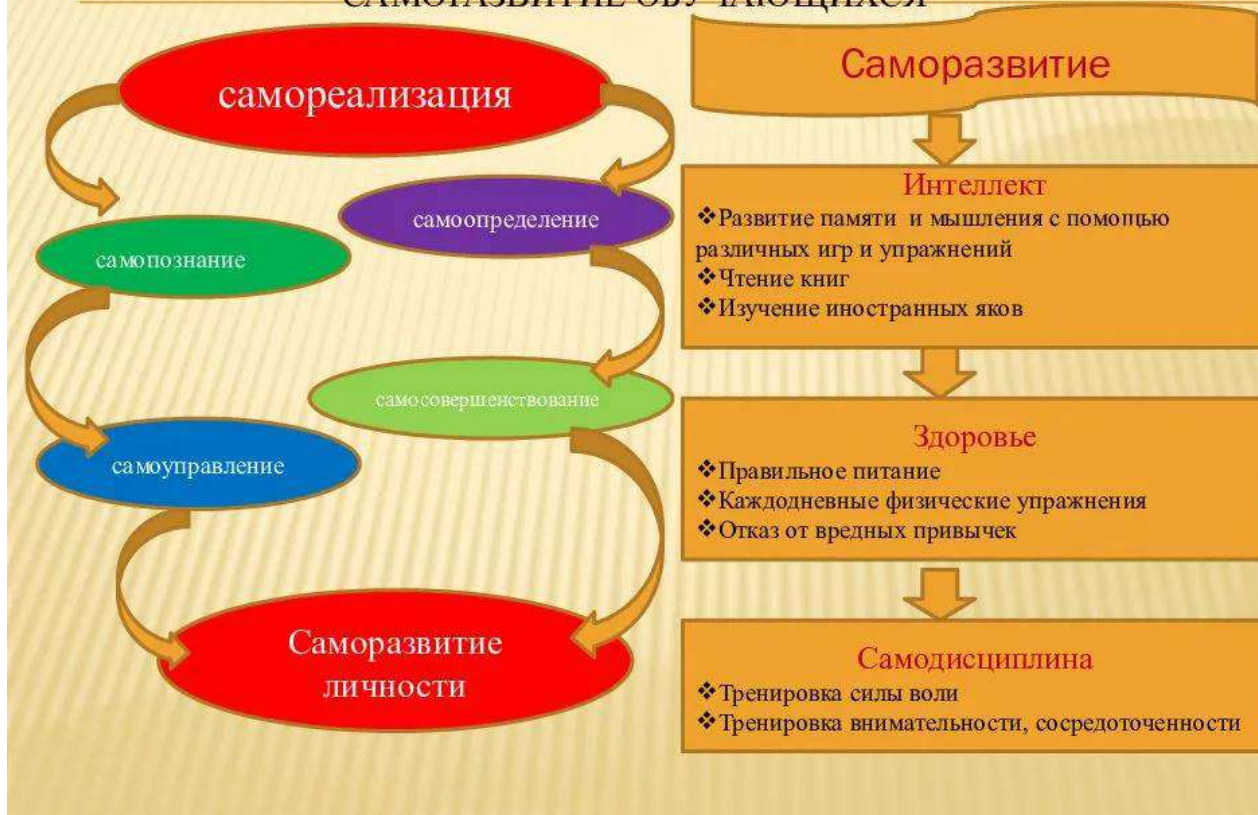 САМОРАЗВИТИЕ ОБУЧАЮЩИХСЯ
самореализация
самоопределение
самопознание
самосовершенствование
самоуправление
Саморазвитие
личности
Саморазвитие
Интеллект
❖Развитие памяти и мышления с помощью
различных игр и упражнений
❖Чтение книг
❖Изучение иностранных яков
Здоровье
❖Правильное питание
❖Каждодневные физические упражнения
❖Отказ от вредных привычек
Самодисциплина
❖Тренировка силы воли
❖Тренировка внимательности, сосредоточенности